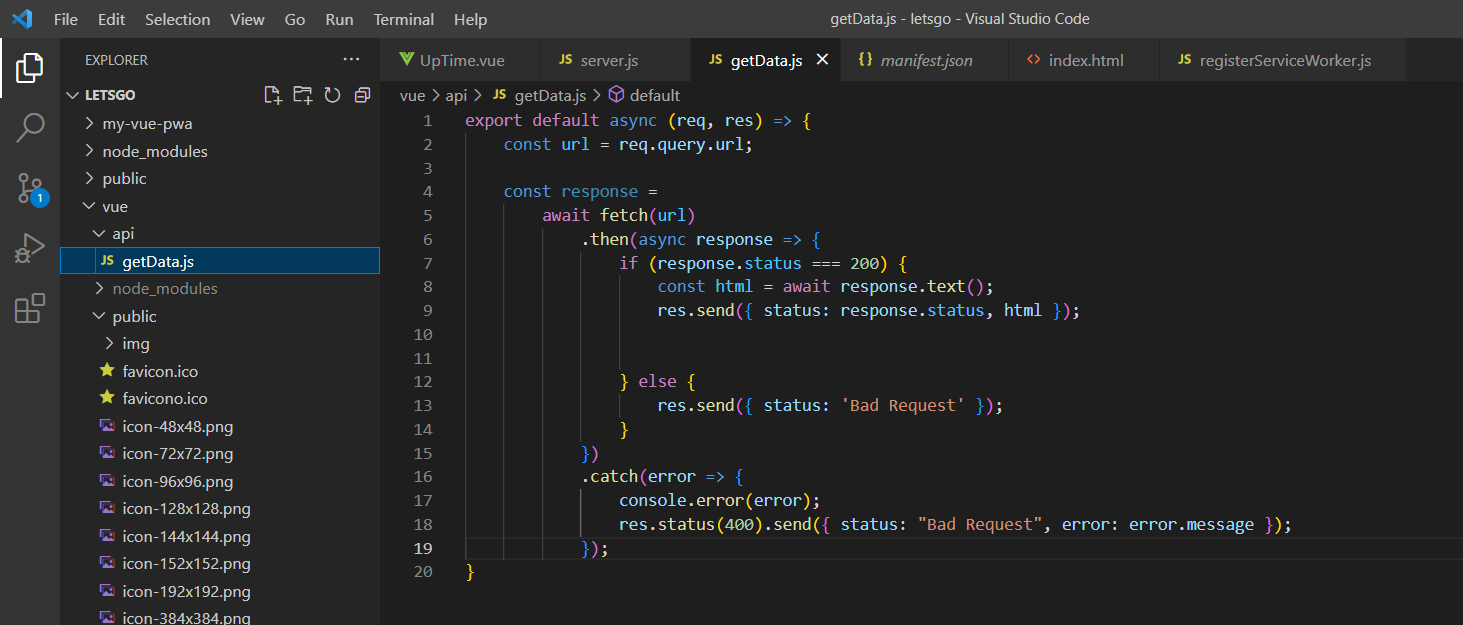 File Edit Selection View Go Run Terminal Help
getData.js - letsgo - Visual Studio Code
EXPLORER
LETSGO
my-vue-pwa
node_modules
public
vue
api
JS getData.js
node_modules
public
img
favicon.ico
favicono.ico
icon-48x48.png
icon-72x72.png
icon-96x96.png
icon-128x128.png
icon-144x144.png
icon-152x152.png
icon-192x192.png
icon-384x384.png
1
UpTime.vue JS server.js JS getData.js {} manifest.json <> index.html JS registerServiceWorker.js
vue > api > JS getData.js > default
1 export default async (req, res) => {
2 const url = req.query.url;
3
4 const response =
5 await fetch(url)
6 .then(async response => {
7 if (response.status === 200) {
8 const html = await response.text();
9 res.send({ status: response.status, html });
10
11
12 } else {
13 res.send({ status: 'Bad Request' });
14 }
15 })
16 .catch(error => {
17 console.error(error);
18 res.status(400).send({ status: "Bad Request", error: error.message });
19 });
20 }